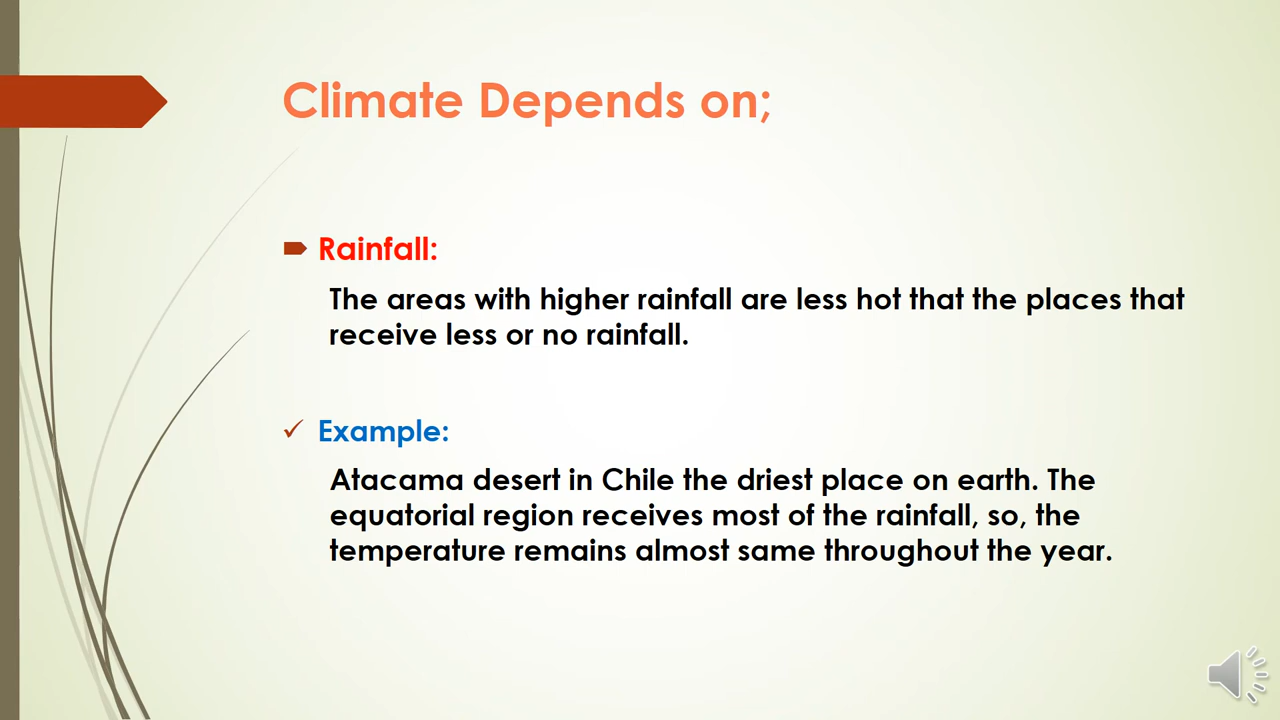 Climate Depends on;
Rainfall:
The areas with higher rainfall are less hot that the places that
receive less or no rainfall.
Example:
Atacama desert in Chile the driest place on earth. The
equatorial region receives most of the rainfall, so, the
temperature remains almost same throughout the year.